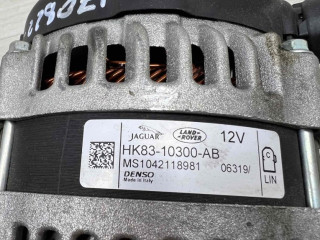 JAGUAR LAND ROVER 12V
HK83-10300-AB
MS1042118981 06319/
DENSO
Made in Italy
C
LIN